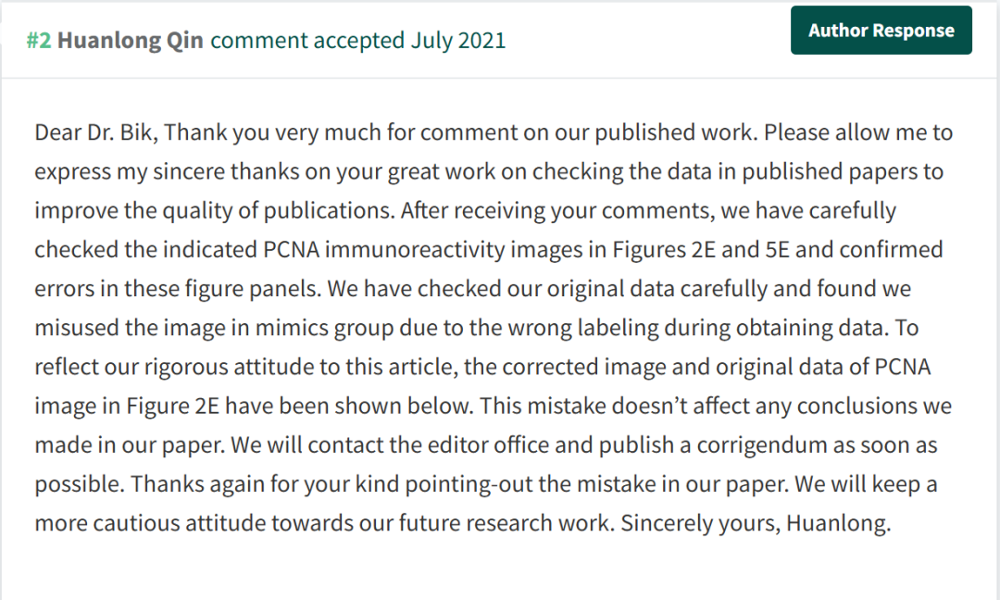 #2 Huanlong Qin comment accepted July 2021
Author Response
Dear Dr. Bik, Thank you very much for comment on our published work. Please allow me to
express my sincere thanks on your great work on checking the data in published papers to
improve the quality of publications. After receiving your comments, we have carefully
checked the indicated PCNA immunoreactivity images in Figures 2E and 5E and confirmed
errors in these figure panels. We have checked our original data carefully and found we
misused the image in mimics group due to the wrong labeling during obtaining data. To
reflect our rigorous attitude to this article, the corrected image and original data of PCNA
image in Figure 2E have been shown below. This mistake doesn’t affect any conclusions we
made in our paper. We will contact the editor office and publish a corrigendum as soon as
possible. Thanks again for your kind pointing-out the mistake in our paper. We will keep a
more cautious attitude towards our future research work. Sincerely yours, Huanlong.